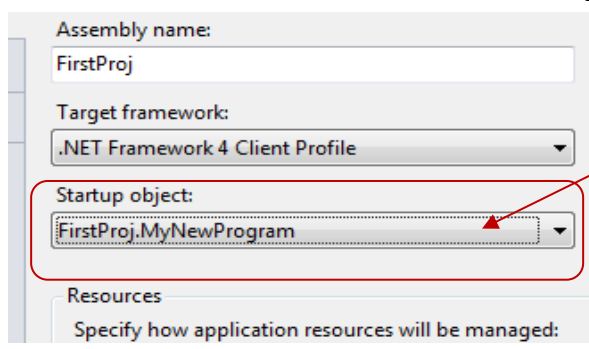 Assembly name:
FirstProj
Target framework:
.NET Framework 4 Client Profile
Startup object:
FirstProj.MyNewProgram
Resources
Specify how application resources will be managed: